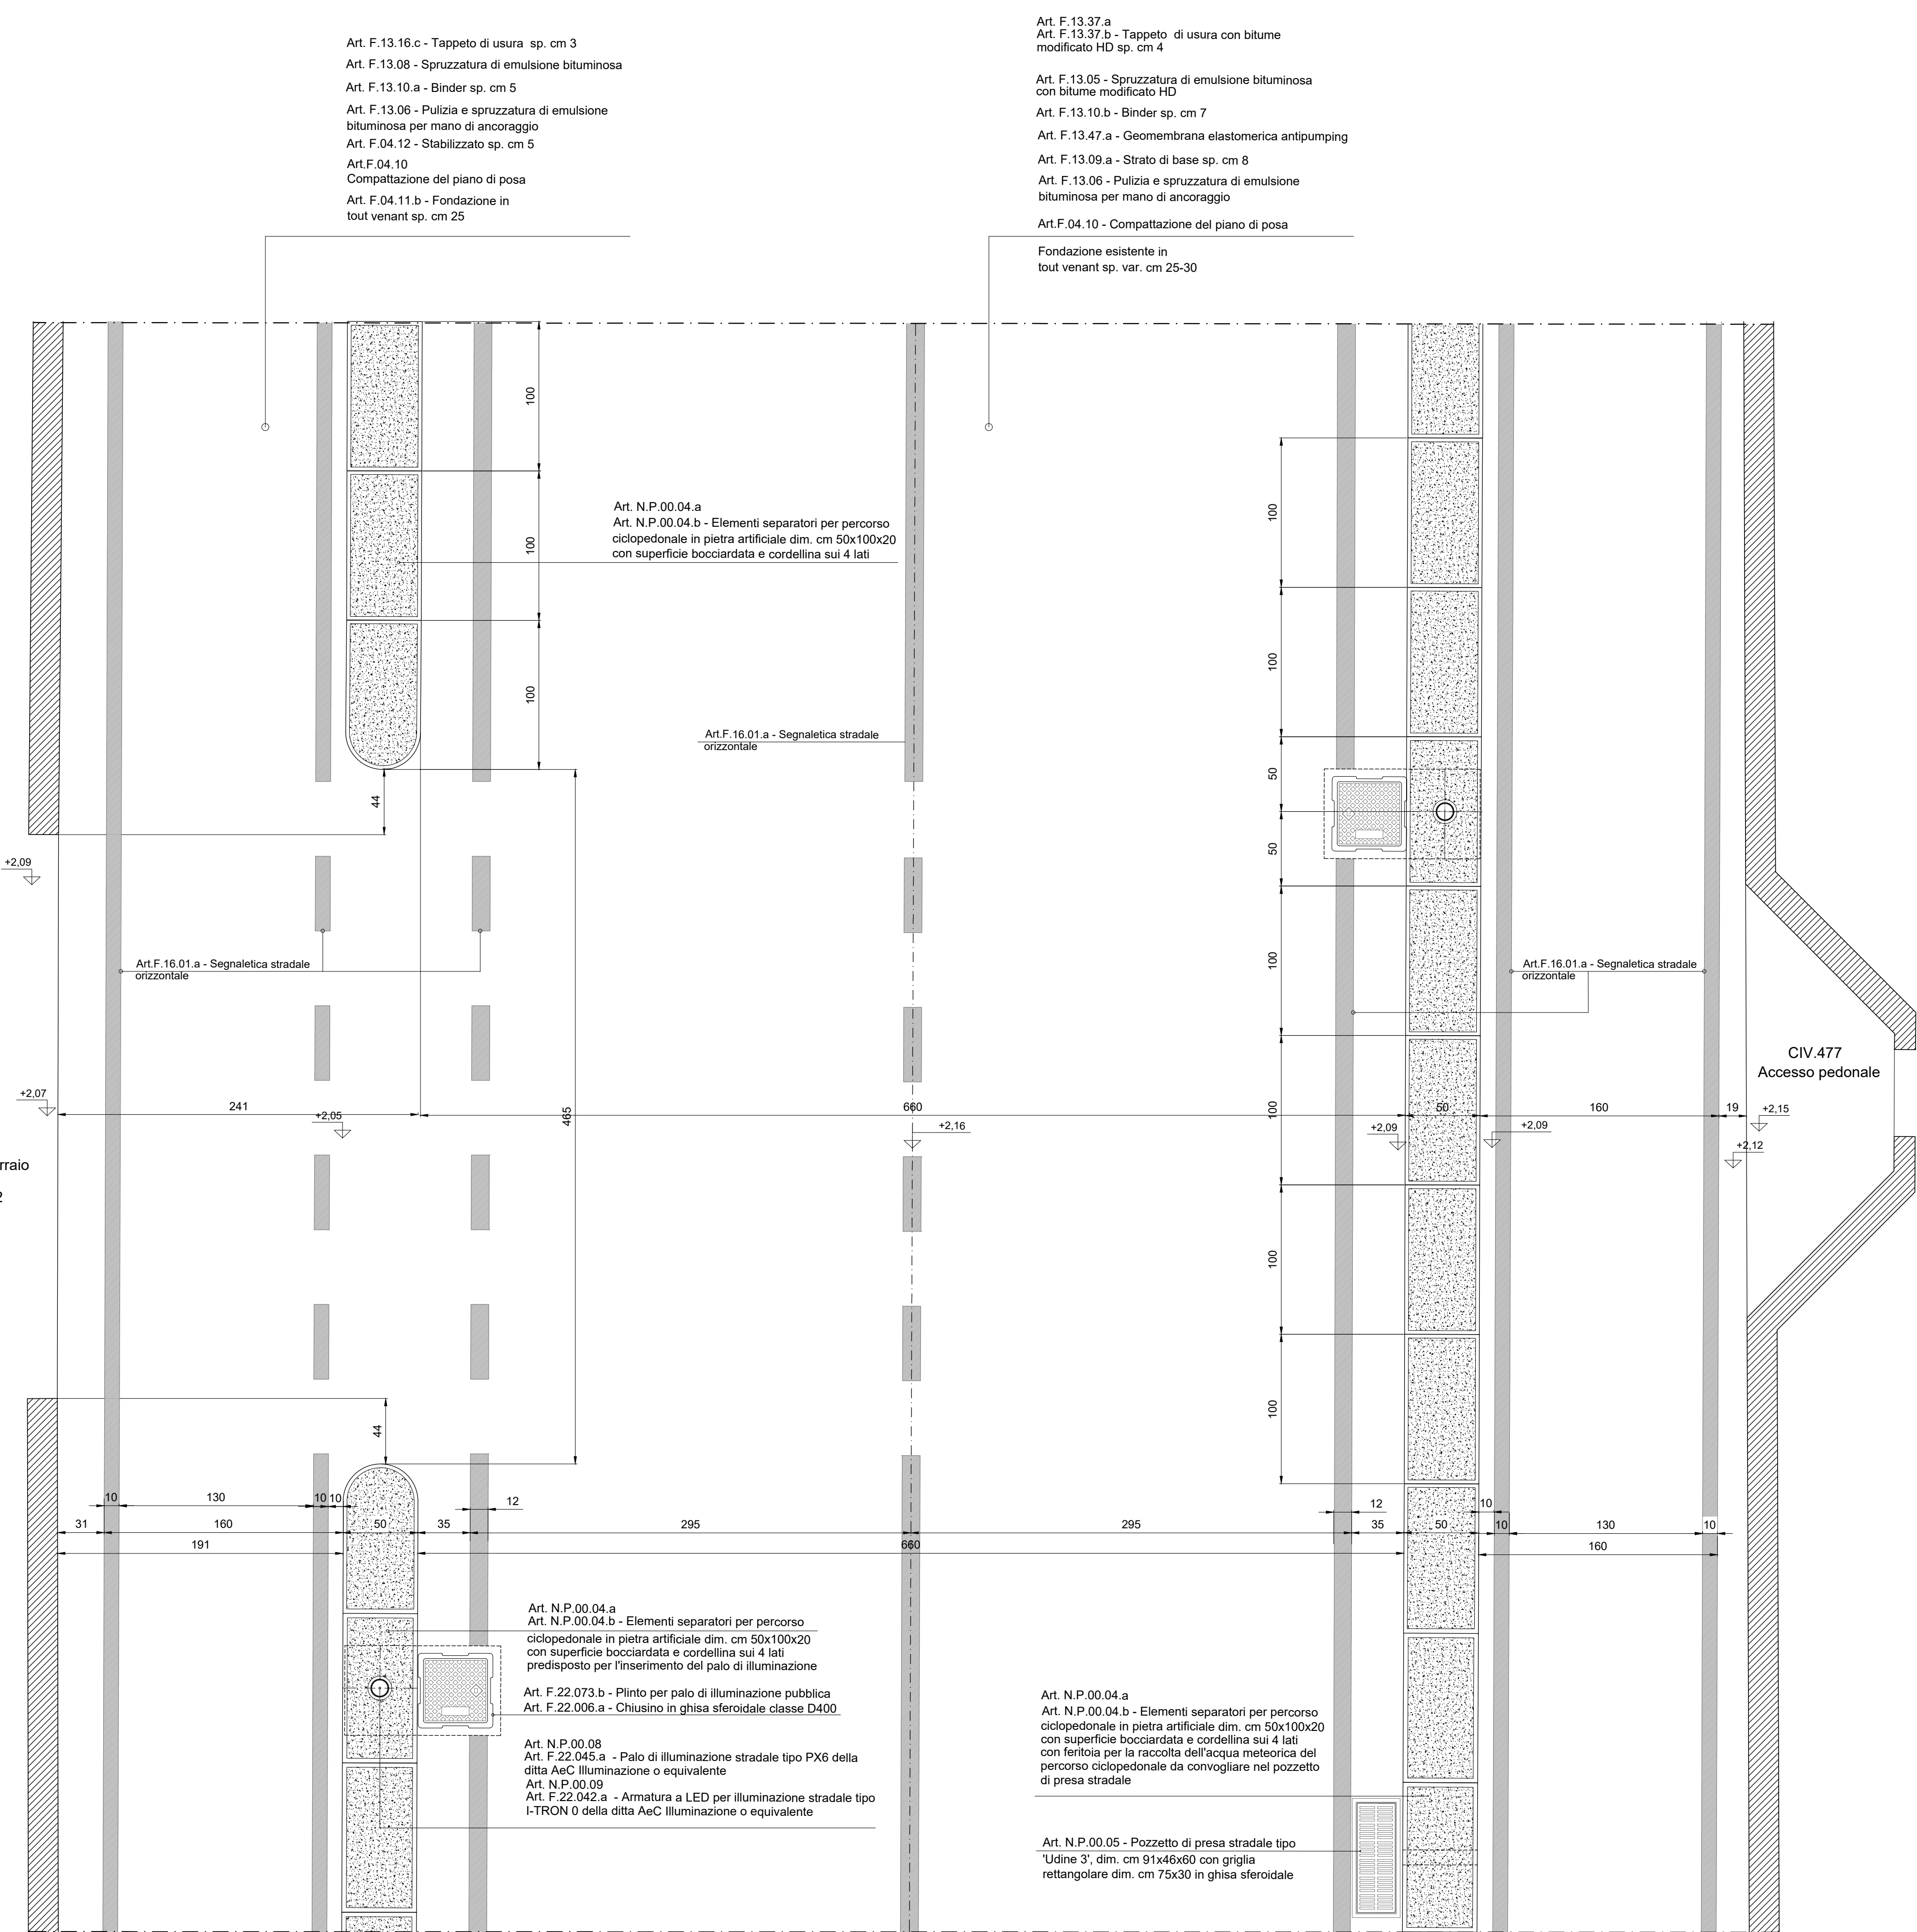 Art. F.13.16.c - Tappeto di usura sp. cm 3
Art. F.13.08 - Spruzzatura di emulsione bituminosa
Art. F.13.10.a - Binder sp. cm 5
Art. F.13.06 - Pulizia e spruzzatura di emulsione
bituminosa per mano di ancoraggio
Art. F.04.12 - Stabilizzato sp. cm 5
Art.F.04.10
Compattazione del piano di posa
Art. F.04.11.b - Fondazione in
tout venant sp. cm 25
Art. F.13.37.a
Art. F.13.37.b - Tappeto di usura con bitume
modificato HD sp. cm 4
Art. F.13.05 - Spruzzatura di emulsione bituminosa
con bitume modificato HD
Art. F.13.10.b - Binder sp. cm 7
Art. F.13.47.a - Geomembrana elastomerica antipumping
Art. F.13.09.a - Strato di base sp. cm 8
Art. F.13.06 - Pulizia e spruzzatura di emulsione
bituminosa per mano di ancoraggio
Art.F.04.10 - Compattazione del piano di posa
Fondazione esistente in
tout venant sp. var. cm 25-30
100
100
100
Art. N.P.00.04.a
Art. N.P.00.04.b - Elementi separatori per percorso
ciclopedonale in pietra artificiale dim. cm 50x100x20
con superficie bocciardata e cordellina sui 4 lati
100
100
50
50
100
100
100
100
Art.F.16.01.a - Segnaletica stradale
orizzontale
44
+2,09
Art.F.16.01.a - Segnaletica stradale
orizzontale
Art.F.16.01.a - Segnaletica stradale
orizzontale
CIV.477
Accesso pedonale
+2,07
241
+2,05
465
660
+2,16
50
160
19
+2,09
+2,09
+2,15
+2,12
rraio
2
44
10
130
10
10
12
12
10
31
160
50
35
295
295
35
50
10
130
10
191
660
160
Art. N.P.00.04.a
Art. N.P.00.04.b - Elementi separatori per percorso
ciclopedonale in pietra artificiale dim. cm 50x100x20
con superficie bocciardata e cordellina sui 4 lati
predisposto per l'inserimento del palo di illuminazione
Art. F.22.073.b - Plinto per palo di illuminazione pubblica
Art. F.22.006.a - Chiusino in ghisa sferoidale classe D400
Art. N.P.00.08
Art. F.22.045.a - Palo di illuminazione stradale tipo PX6 della
ditta AeC Illuminazione o equivalente
Art. N.P.00.09
Art. F.22.042.a - Armatura a LED per illuminazione stradale tipo
I-TRON 0 della ditta AeC Illuminazione o equivalente
Art. N.P.00.04.a
Art. N.P.00.04.b - Elementi separatori per percorso
ciclopedonale in pietra artificiale dim. cm 50x100x20
con superficie bocciardata e cordellina sui 4 lati
con feritoia per la raccolta dell'acqua meteorica del
percorso ciclopedonale da convogliare nel pozzetto
di presa stradale
Art. N.P.00.05 - Pozzetto di presa stradale tipo
'Udine 3', dim. cm 91x46x60 con griglia
rettangolare dim. cm 75x30 in ghisa sferoidale